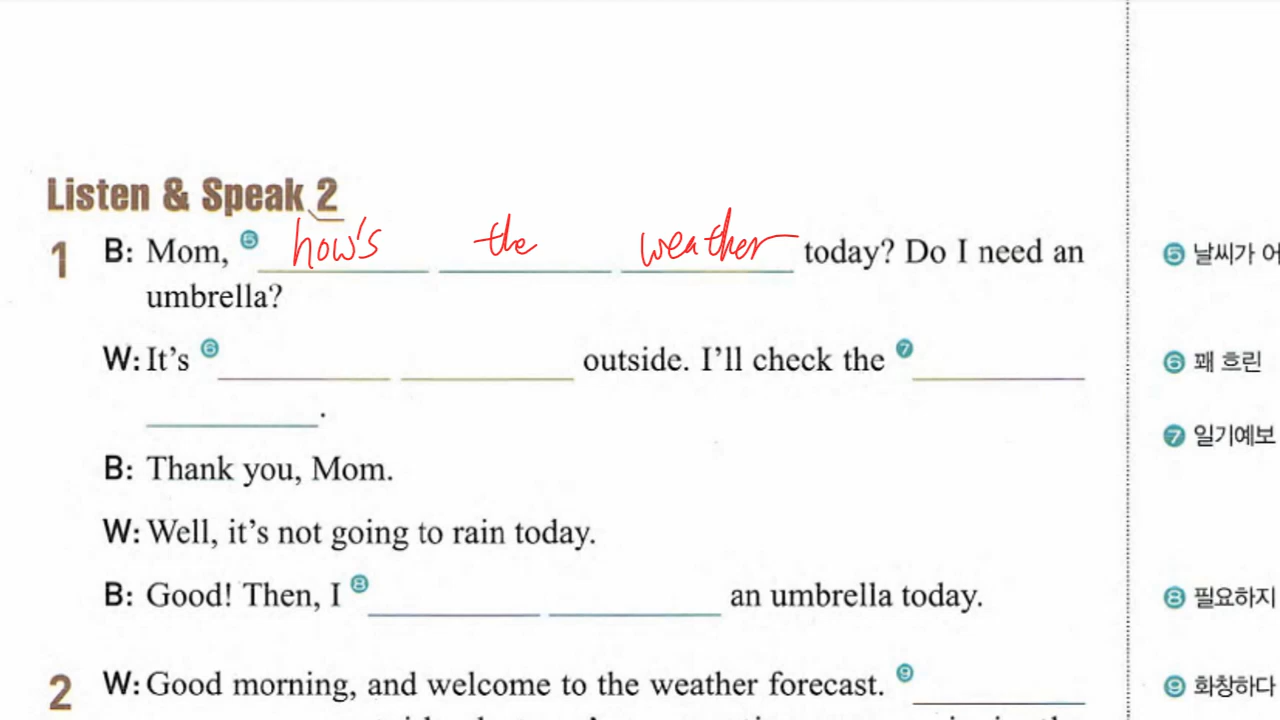 Listen & Speak 2
1 B: Mom, ⑤ how's the weather today? Do I need an
umbrella?
W: It's ⑥ outside. I'll check the ⑦
.
B: Thank you, Mom.
W: Well, it's not going to rain today.
B: Good! Then, I ⑧ an umbrella today.
2 W: Good morning, and welcome to the weather forecast. ⑨
⑤ 날씨가
⑥ 꽤 흐린
⑦ 일기예보
⑧ 필요하지
⑨ 화창하다